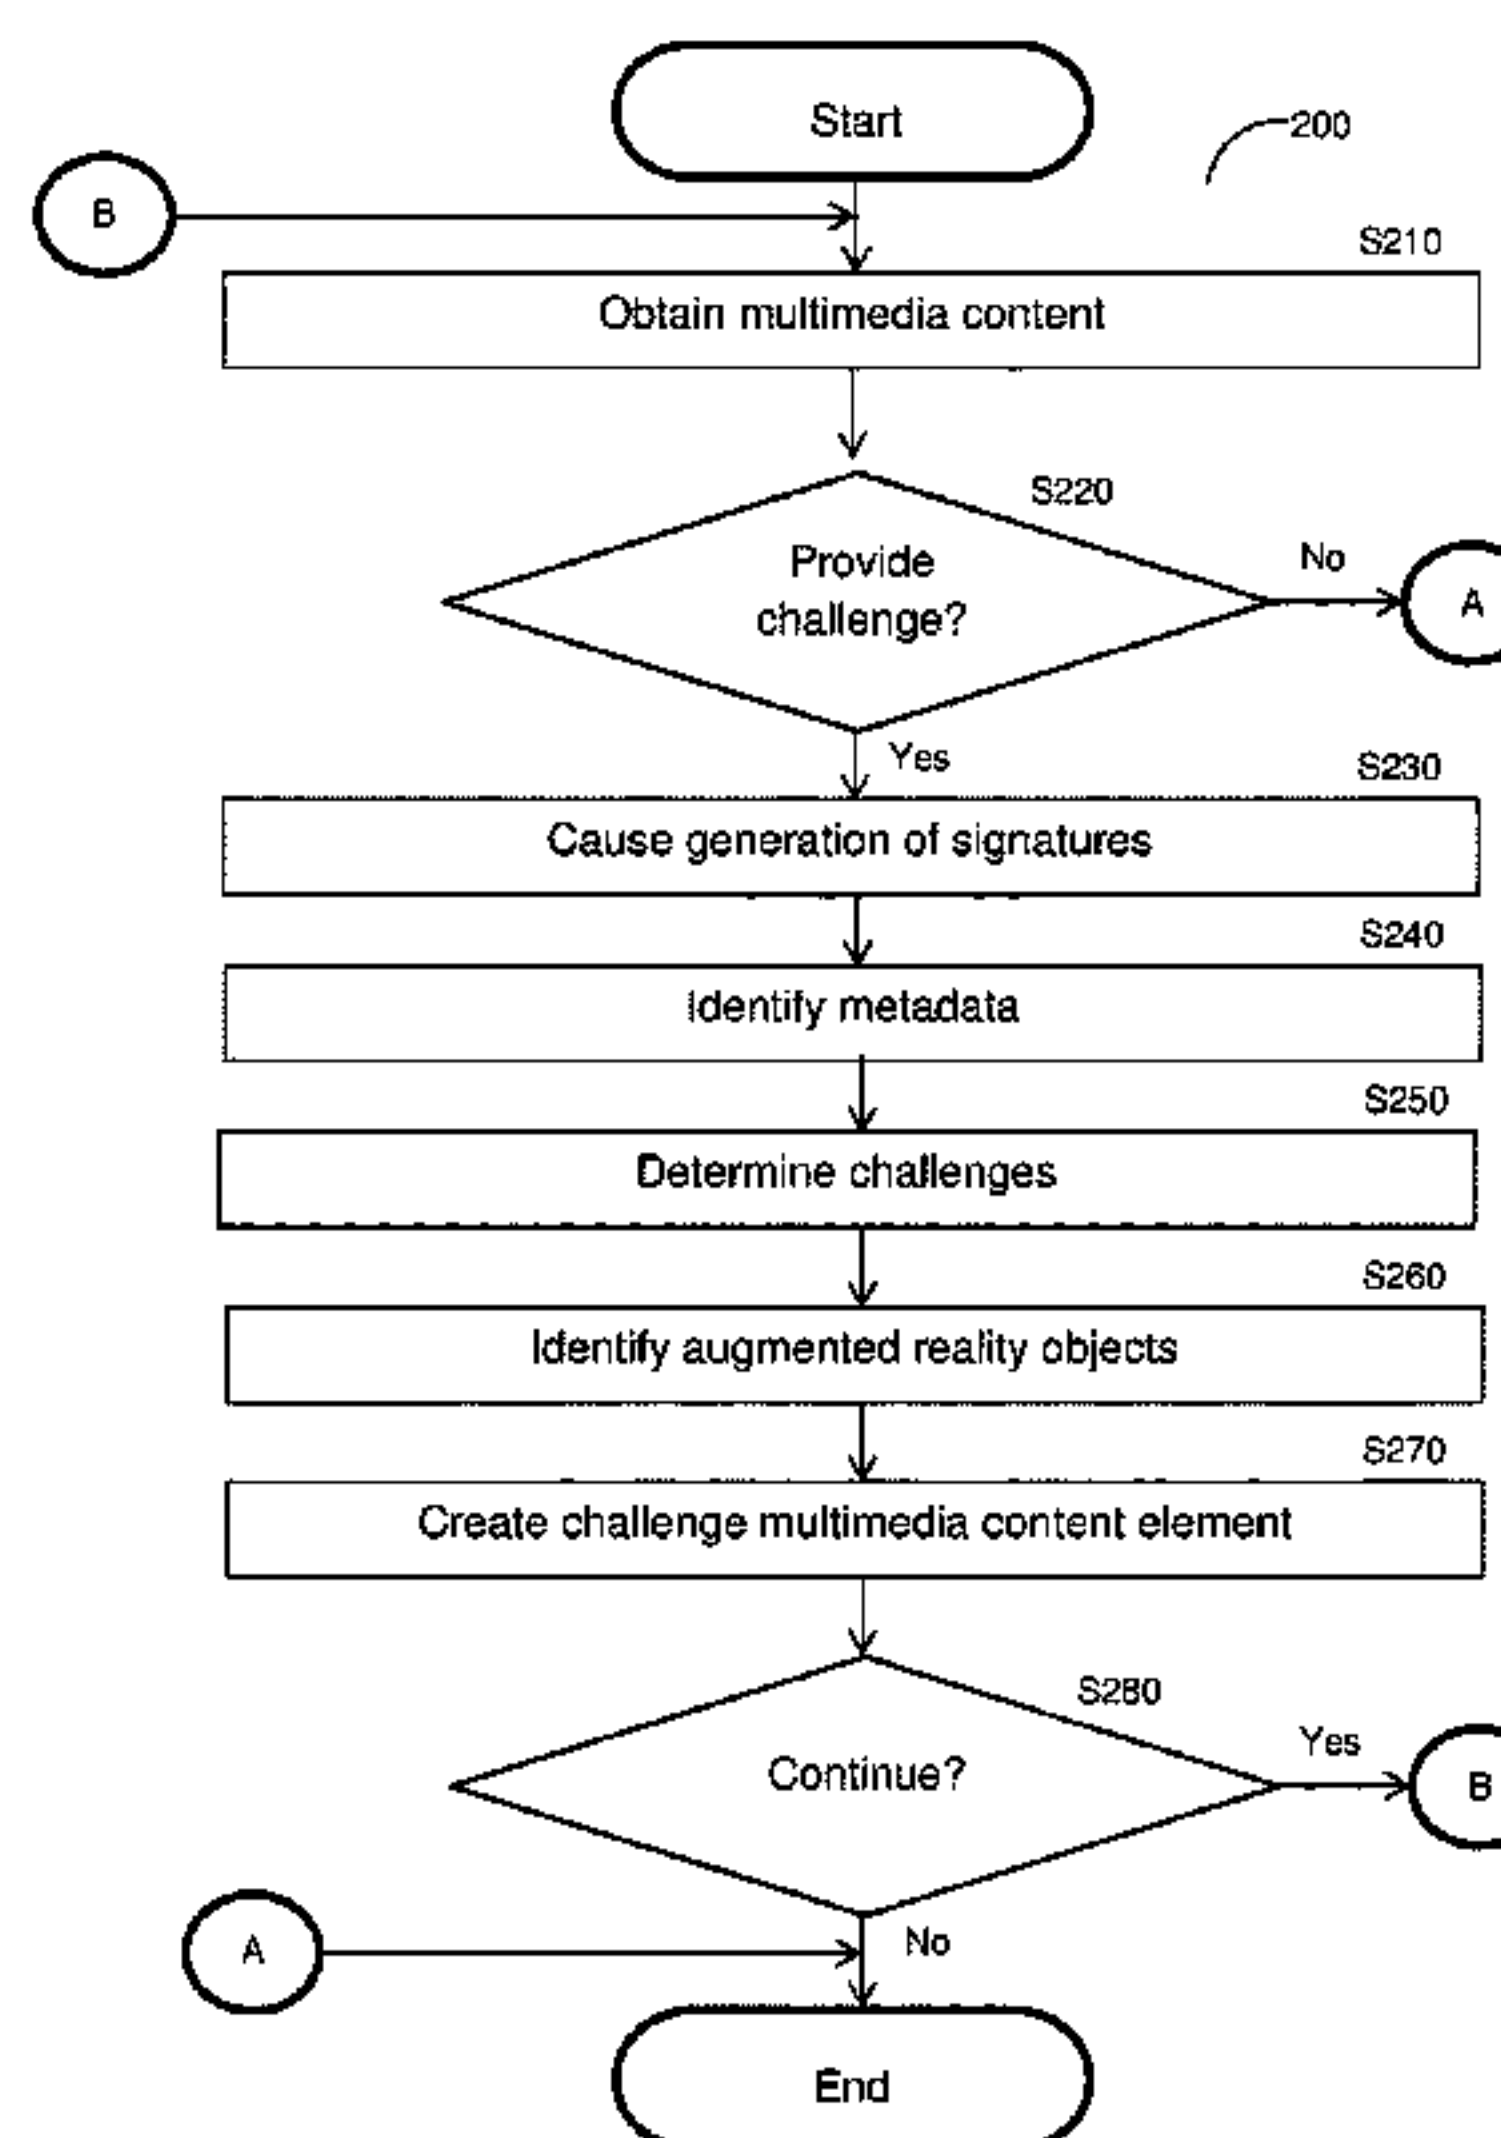 Start
200
B
S210
Obtain multimedia content
S220
Provide
challenge?
No
A
Yes
S230
Cause generation of signatures
S240
Identify metadata
S250
Determine challenges
S260
Identify augmented reality objects
S270
Create challenge multimedia content element
S280
Continue?
Yes
B
No
A
End